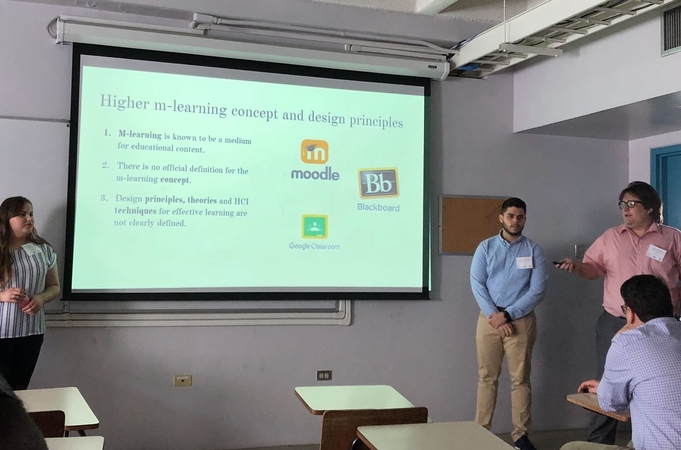 Higher m-learning concept and design principles
1. M-learning is known to be a medium
for educational content.
2. There is no official definition for the
m-learning concept.
3. Design principles, theories and HCI
techniques for effective learning are
not clearly defined.
m
moodle
Bb
Blackboard
Google Classroom